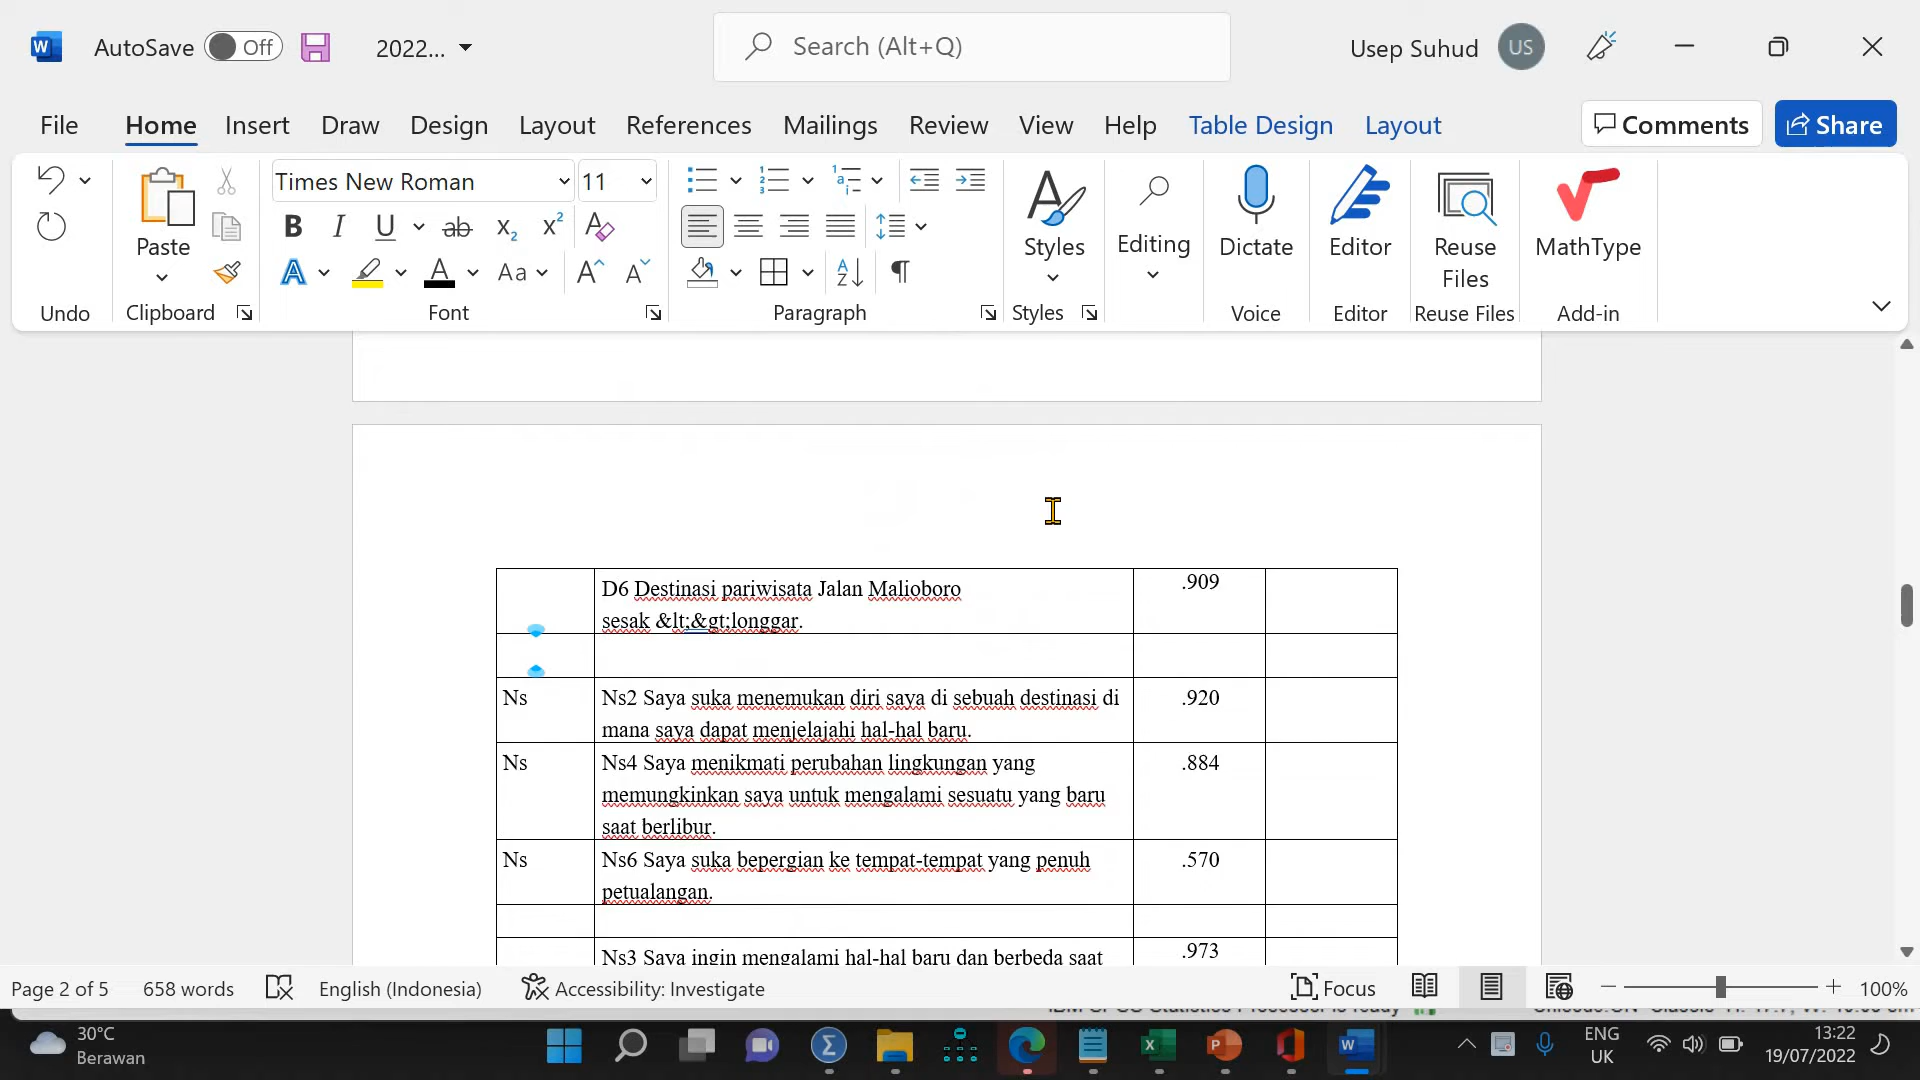 AutoSave Off 2022... Search (Alt+Q) Usep Suhud US
File Home Insert Draw Design Layout References Mailings Review View Help Table Design Layout Comments Share
Times New Roman 11
Paste
Styles
Editing
Dictate
Editor
Reuse
Files
MathType
Undo Clipboard Font Paragraph Styles Voice Editor Reuse Files Add-in
D6 Destinasi pariwisata Jalan Malioboro
sesak &lt;&gt;longgar.
.909
Ns
Ns2 Saya suka menemukan diri saya di sebuah destinasi di
mana saya dapat menjelajahi hal-hal baru.
.920
Ns
Ns4 Saya menikmati perubahan lingkungan yang
memungkinkan saya untuk mengalami sesuatu yang baru
saat berlibur.
.884
Ns
Ns6 Saya suka bepergian ke tempat-tempat yang penuh
petualangan.
.570
Ns3 Saya ingin mengalami hal-hal baru dan berbeda saat
.973
Page 2 of 5 658 words English (Indonesia) Accessibility: Investigate Focus 100%
30°C
Berawan
ENG
UK
13:22
19/07/2022